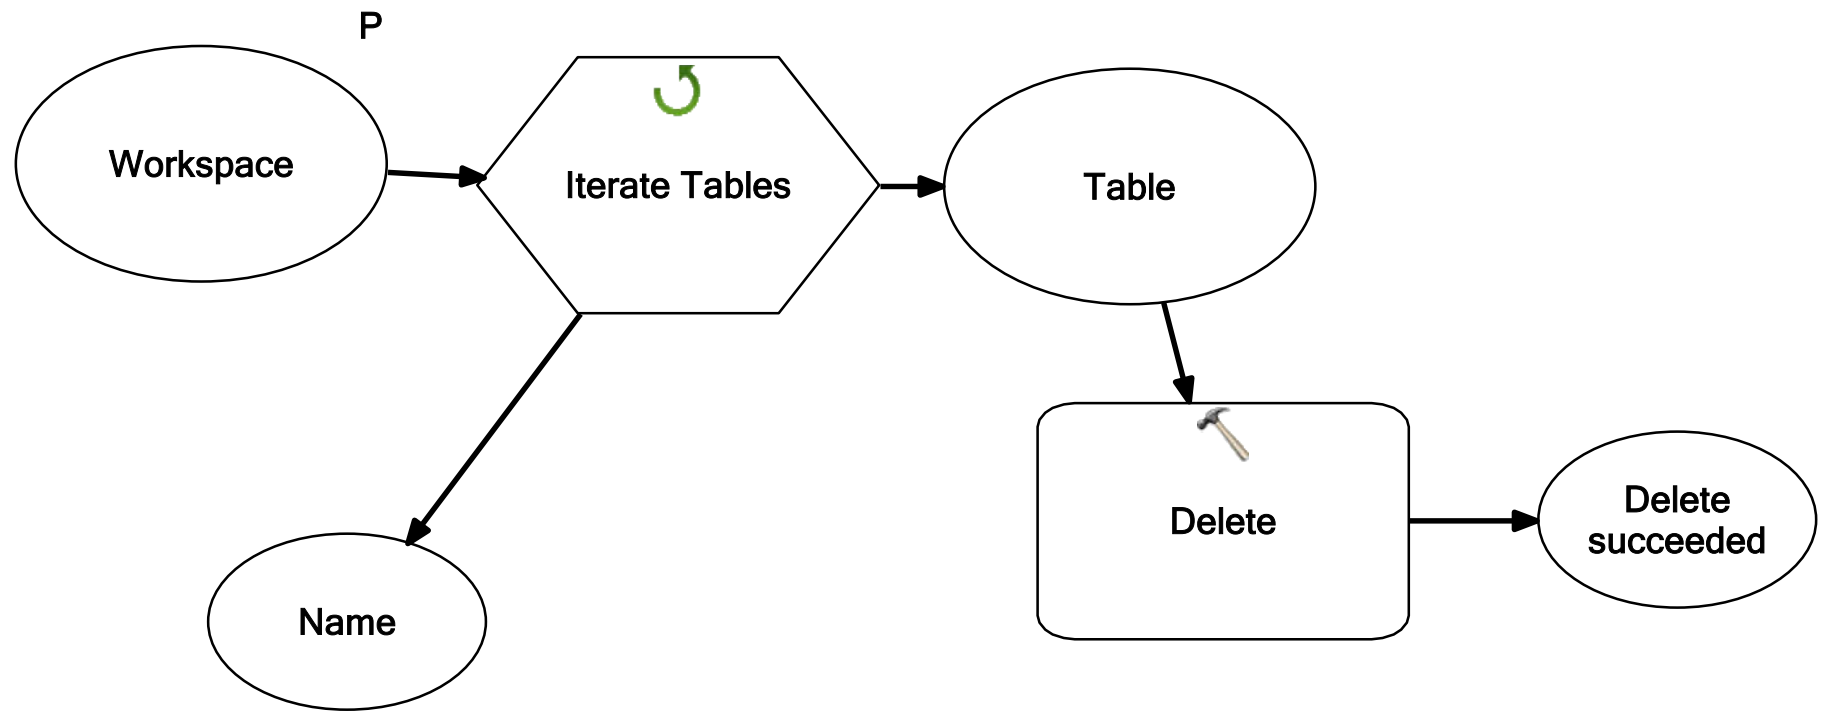 P
Workspace
Iterate Tables
Table
Delete
Delete
succeeded
Name